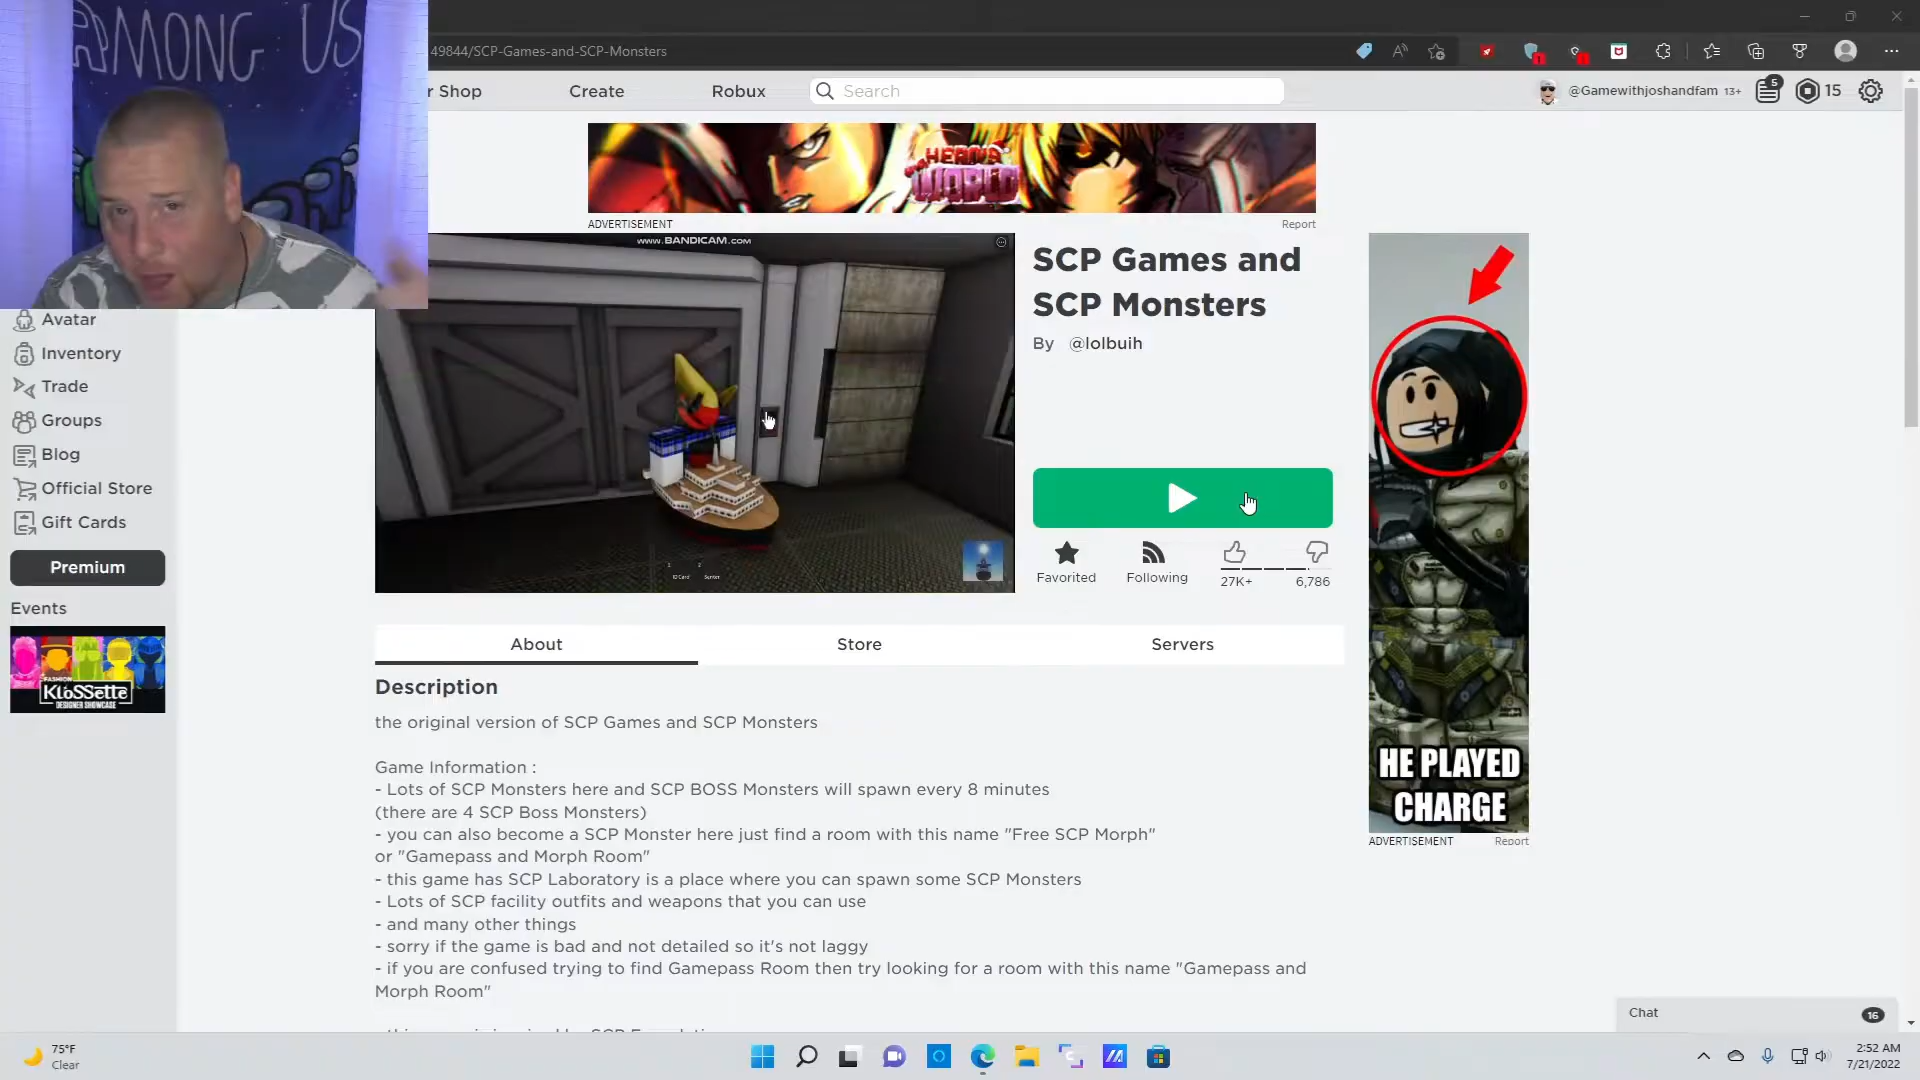 AMONG US
49844/SCP-Games-and-SCP-Monsters
r Shop
Create
Robux
Search
@Gamewithjoshandfam 13+
5
15
HERO'S
WORLD
ADVERTISEMENT
Report
WWW.BANDICAM.COM
SCP Games and
SCP Monsters
By @lolbuih
Favorited
Following
27K+
6,786
Avatar
Inventory
Trade
Groups
Blog
Official Store
Gift Cards
Premium
Events
FASHION
KLOSSETTE
DESIGNER SHOWCASE
HE PLAYED
CHARGE
ADVERTISEMENT
Report
About
Store
Servers
Description
the original version of SCP Games and SCP Monsters
Game Information :
- Lots of SCP Monsters here and SCP BOSS Monsters will spawn every 8 minutes
(there are 4 SCP Boss Monsters)
- you can also become a SCP Monster here just find a room with this name "Free SCP Morph"
or "Gamepass and Morph Room"
- this game has SCP Laboratory is a place where you can spawn some SCP Monsters
- Lots of SCP facility outfits and weapons that you can use
- and many other things
- sorry if the game is bad and not detailed so it's not laggy
- if you are confused trying to find Gamepass Room then try looking for a room with this name "Gamepass and
Morph Room"
Chat
16
75°F
Clear
2:52 AM
7/21/2022